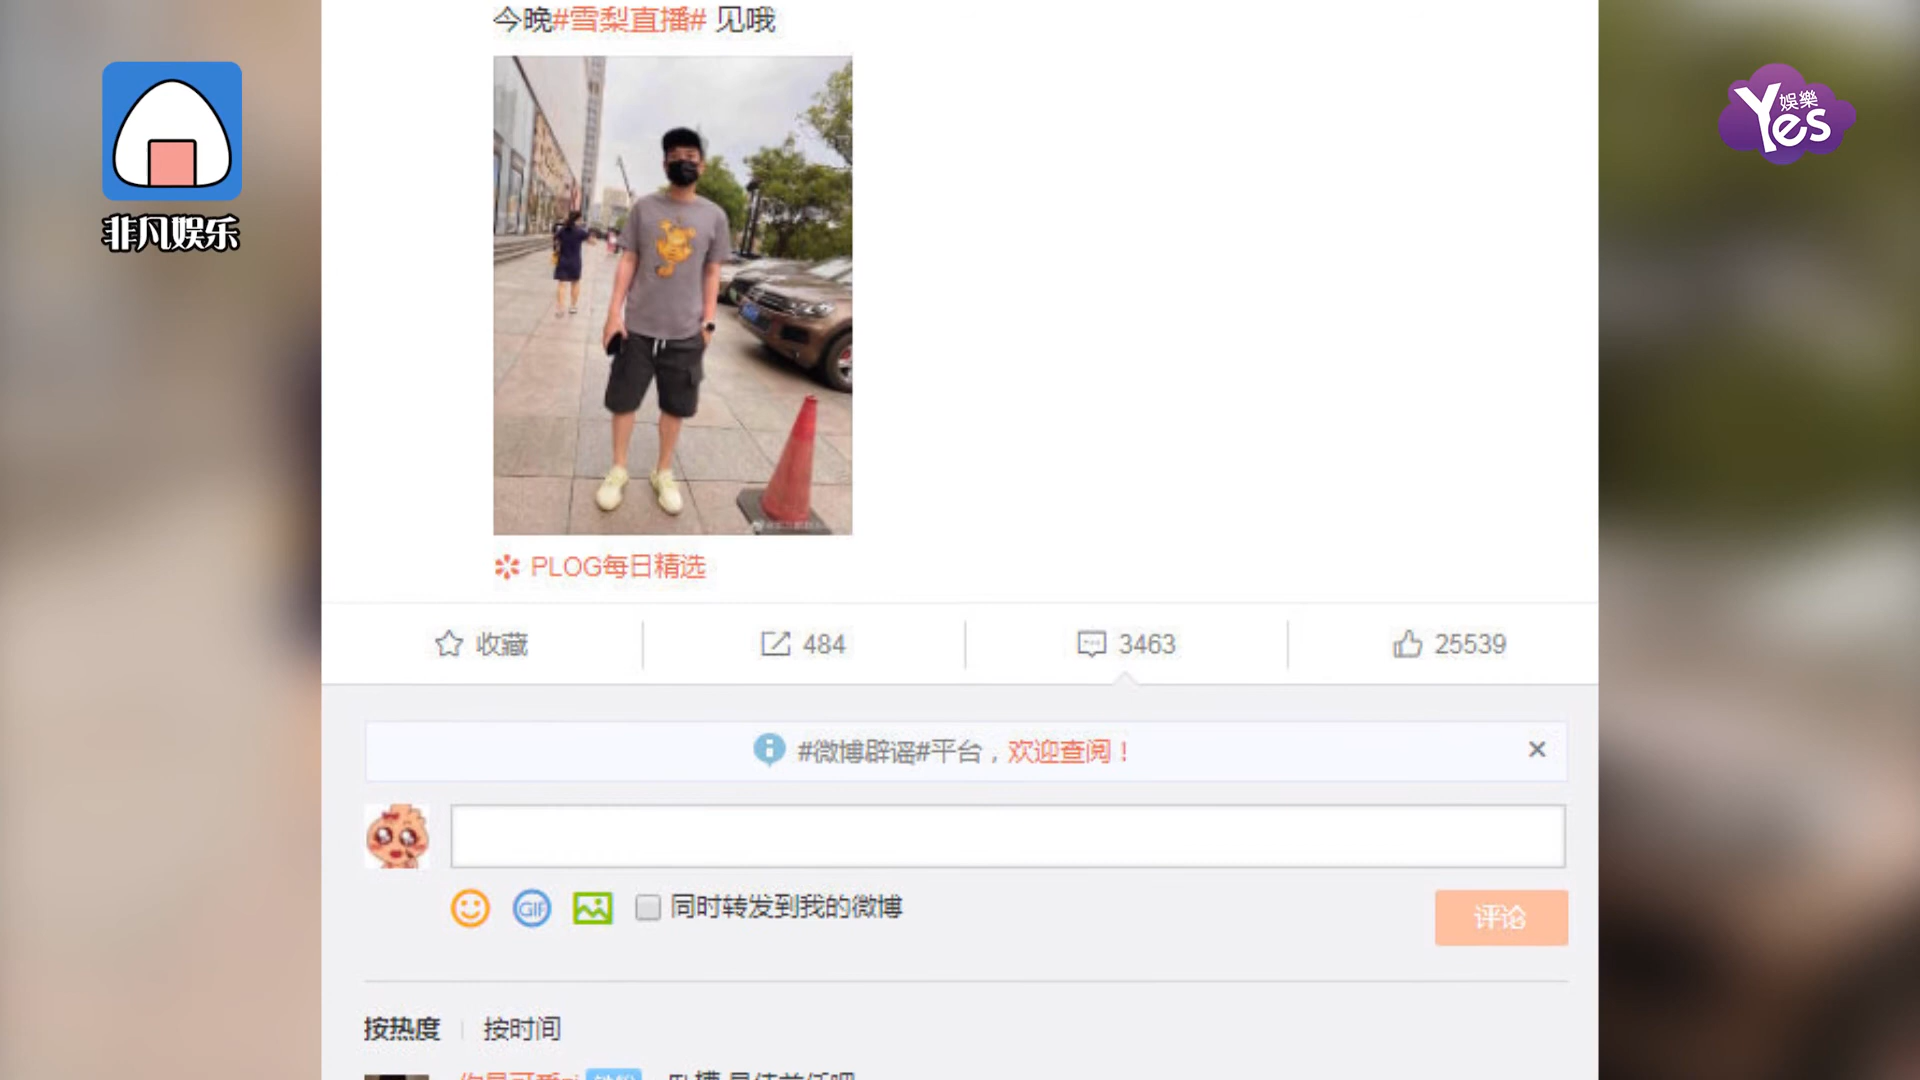 今晚#雪梨直播# 见哦
娱樂
Yes
非凡娱乐
PLOG每日精选
收藏
484
3463
25539
#微博辟谣#平台，欢迎查阅！
GIF
同时转发到我的微博
评论
按热度
按时间